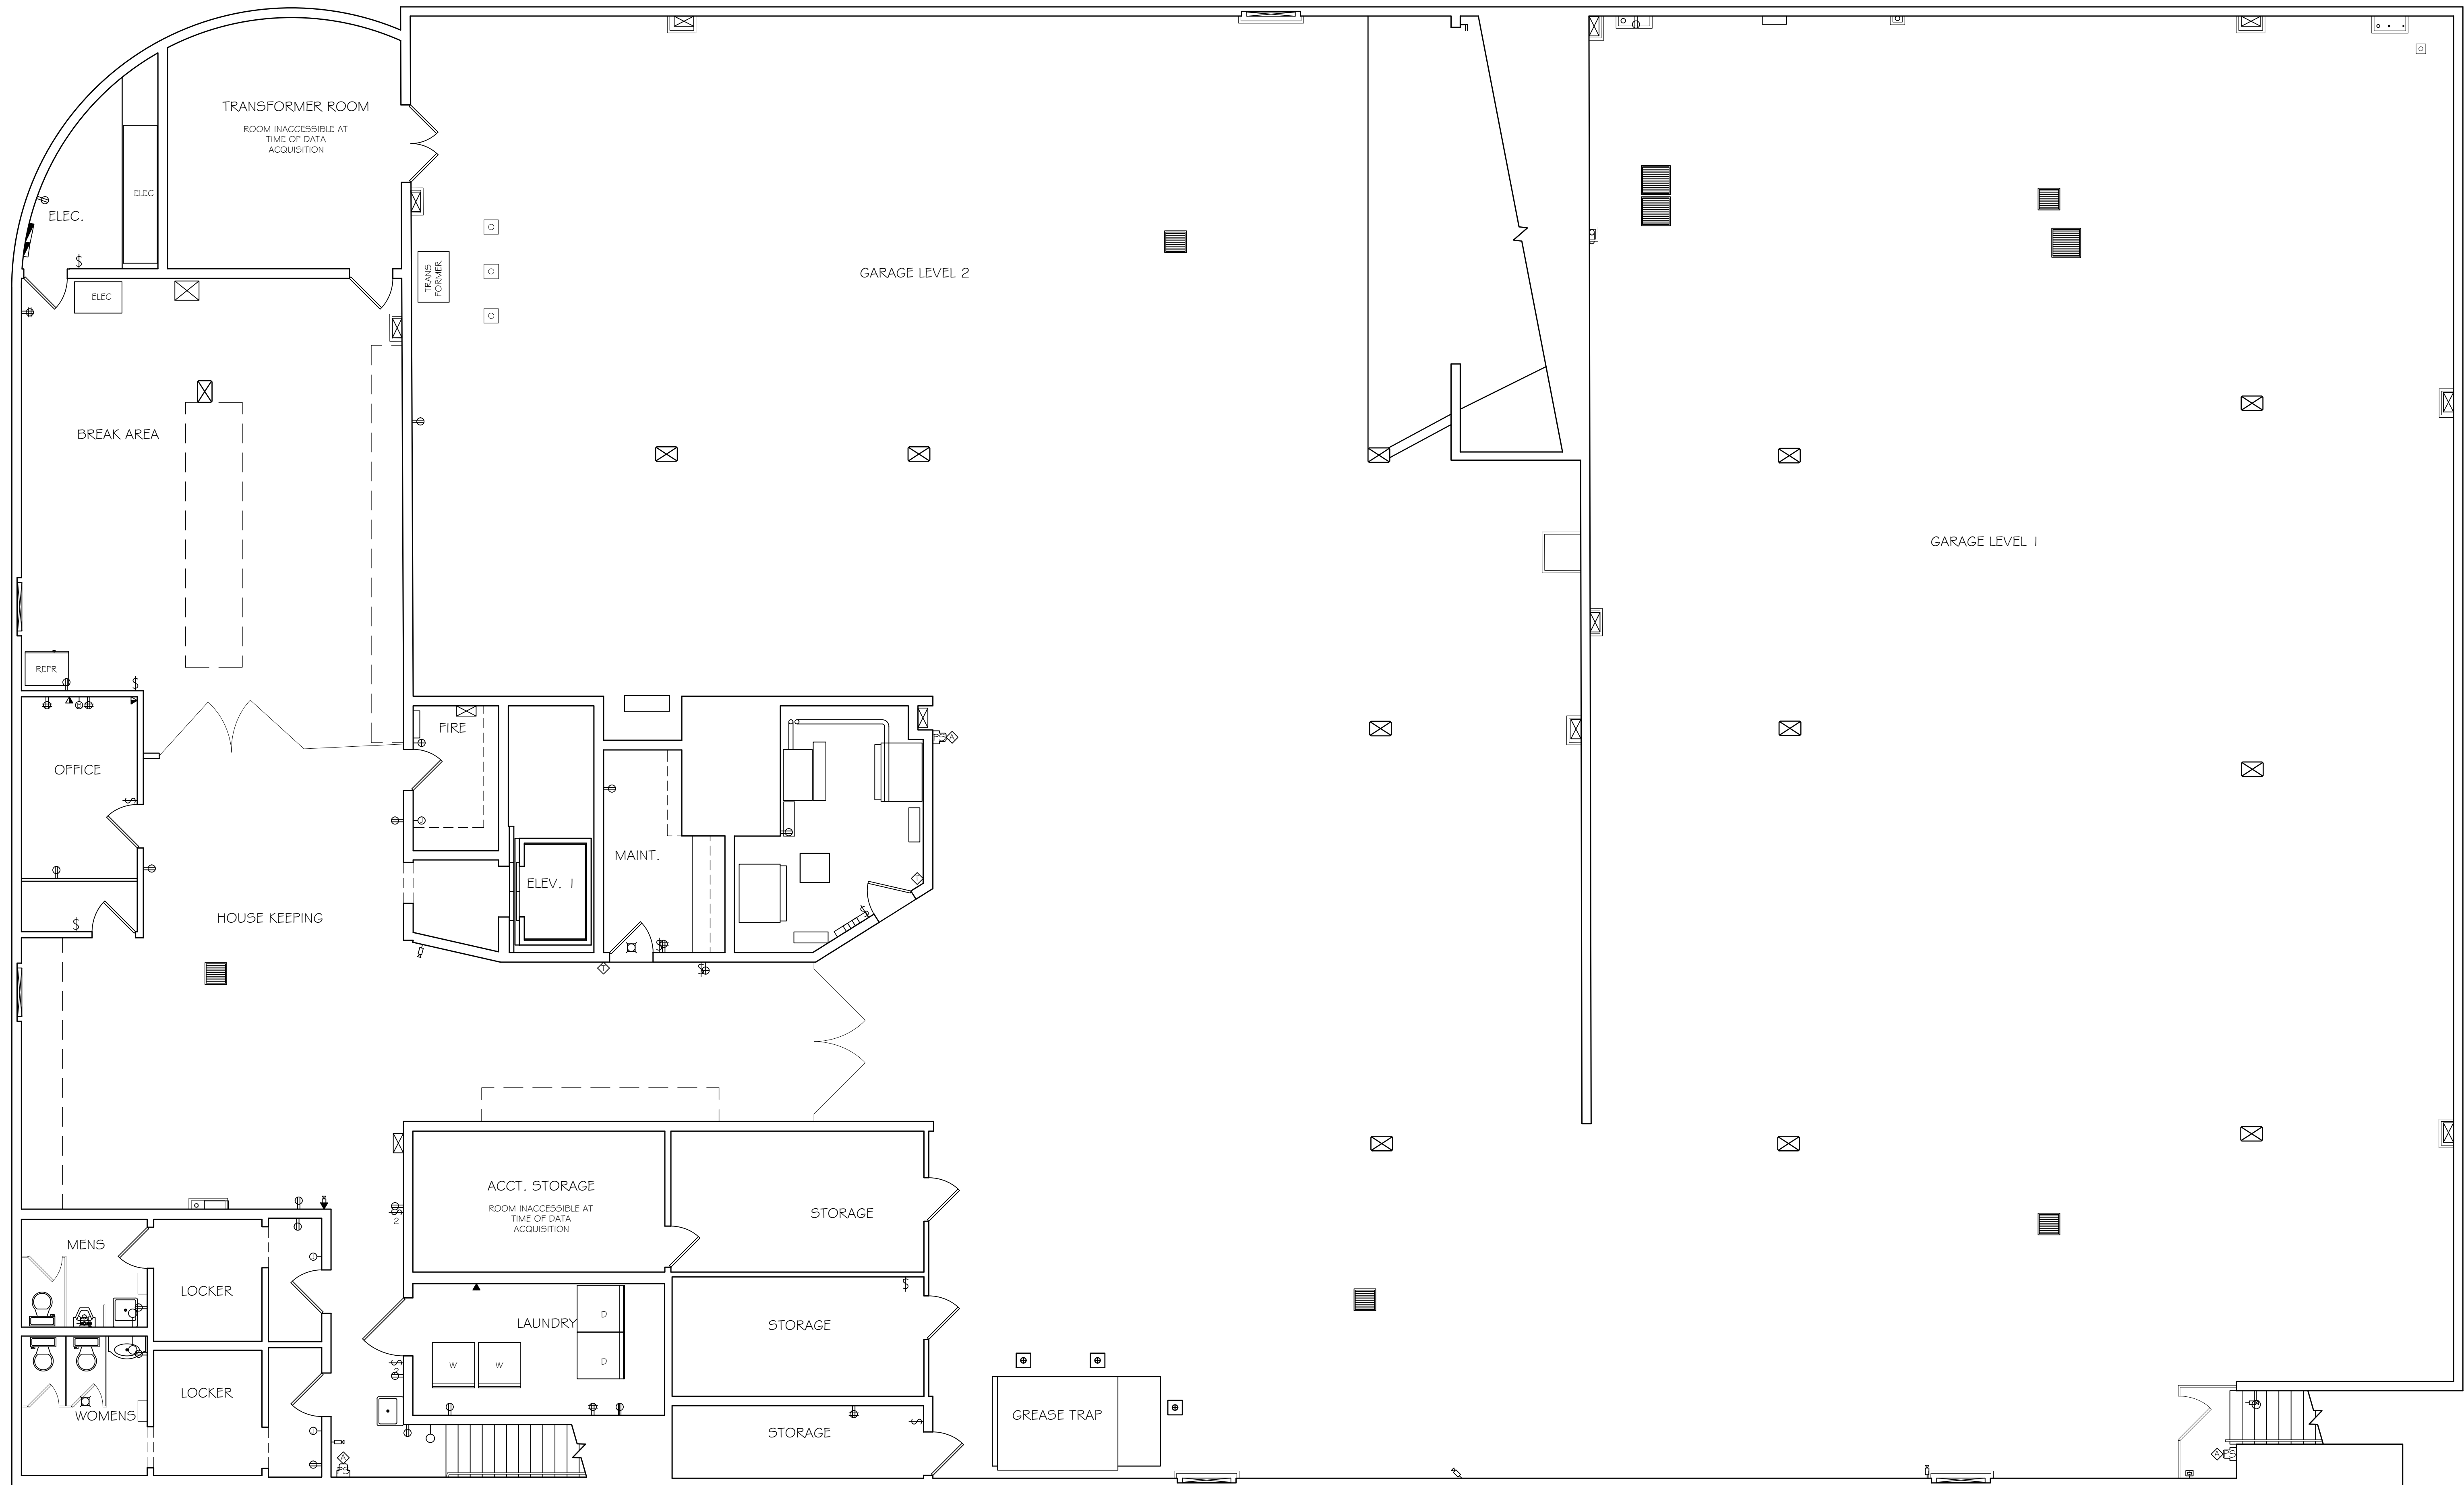 TRANSFORMER ROOM
ROOM INACCESSIBLE AT
TIME OF DATA
ACQUISITION
ELEC
ELEC.
ELEC
TRANS
FORMER
GARAGE LEVEL 2
BREAK AREA
GARAGE LEVEL 1
REFR
FIRE
OFFICE
MAINT.
ELEV. 1
HOUSE KEEPING
ACCT. STORAGE
ROOM INACCESSIBLE AT
TIME OF DATA
ACQUISITION
STORAGE
MENS
LOCKER
LAUNDRY
D
STORAGE
W
W
D
LOCKER
WOMENS
GREASE TRAP
STORAGE